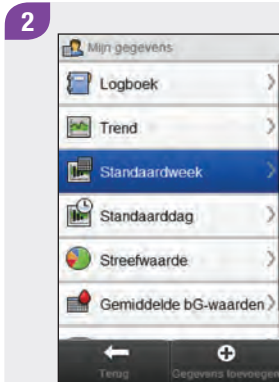 2
Mijn gegevens
Logboek
Trend
Standaardweek
Standaarddag
Streefwaarde
Gemiddelde bG-waarden
Terug
Gegevens toevoegen